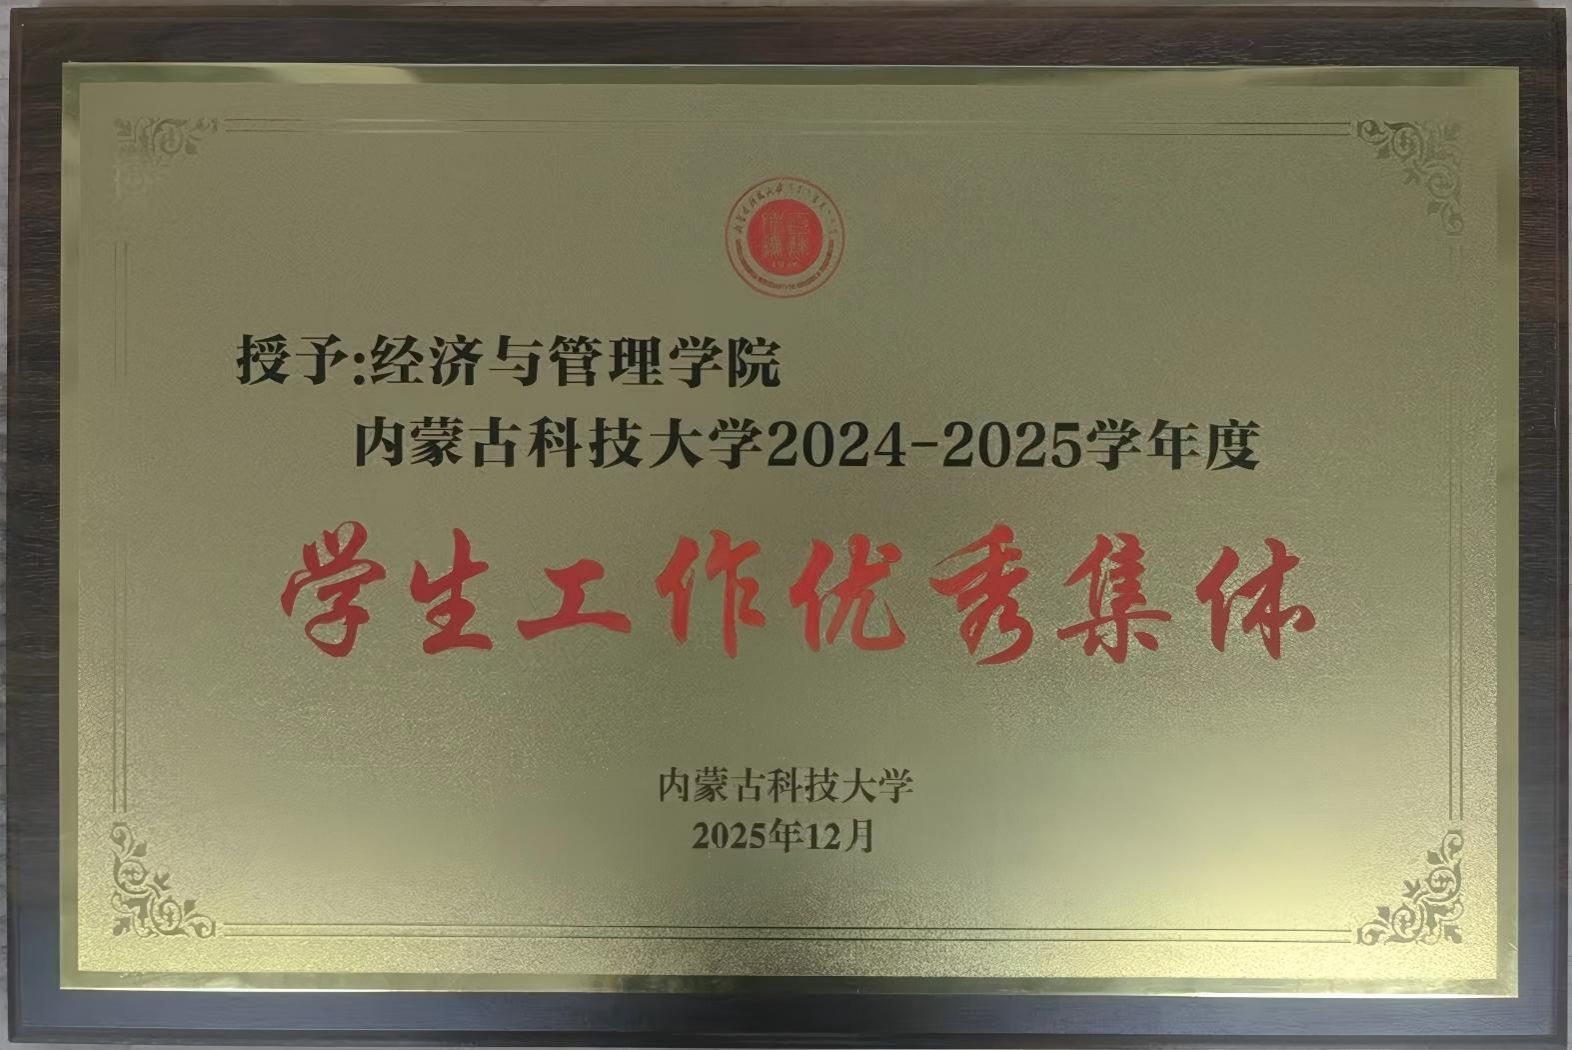 授予:经济与管理学院
内蒙古科技大学2024-2025学年度
学生工作优秀集体
内蒙古科技大学
2025年12月